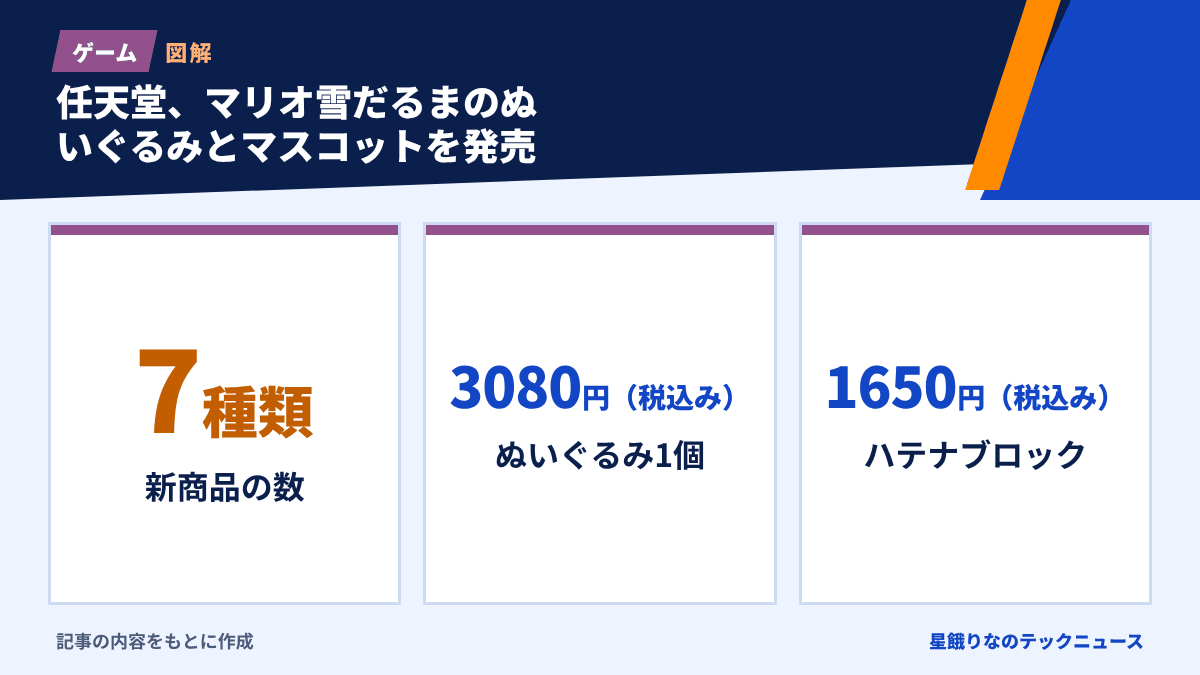 ゲーム 図解
任天堂、マリオ雪だるまのぬ
いぐるみとマスコットを発売
7種類
新商品の数
3080円（税込み）
ぬいぐるみ1個
1650円（税込み）
ハテナブロック
記事の内容をもとに作成
星餓りなのテックニュース